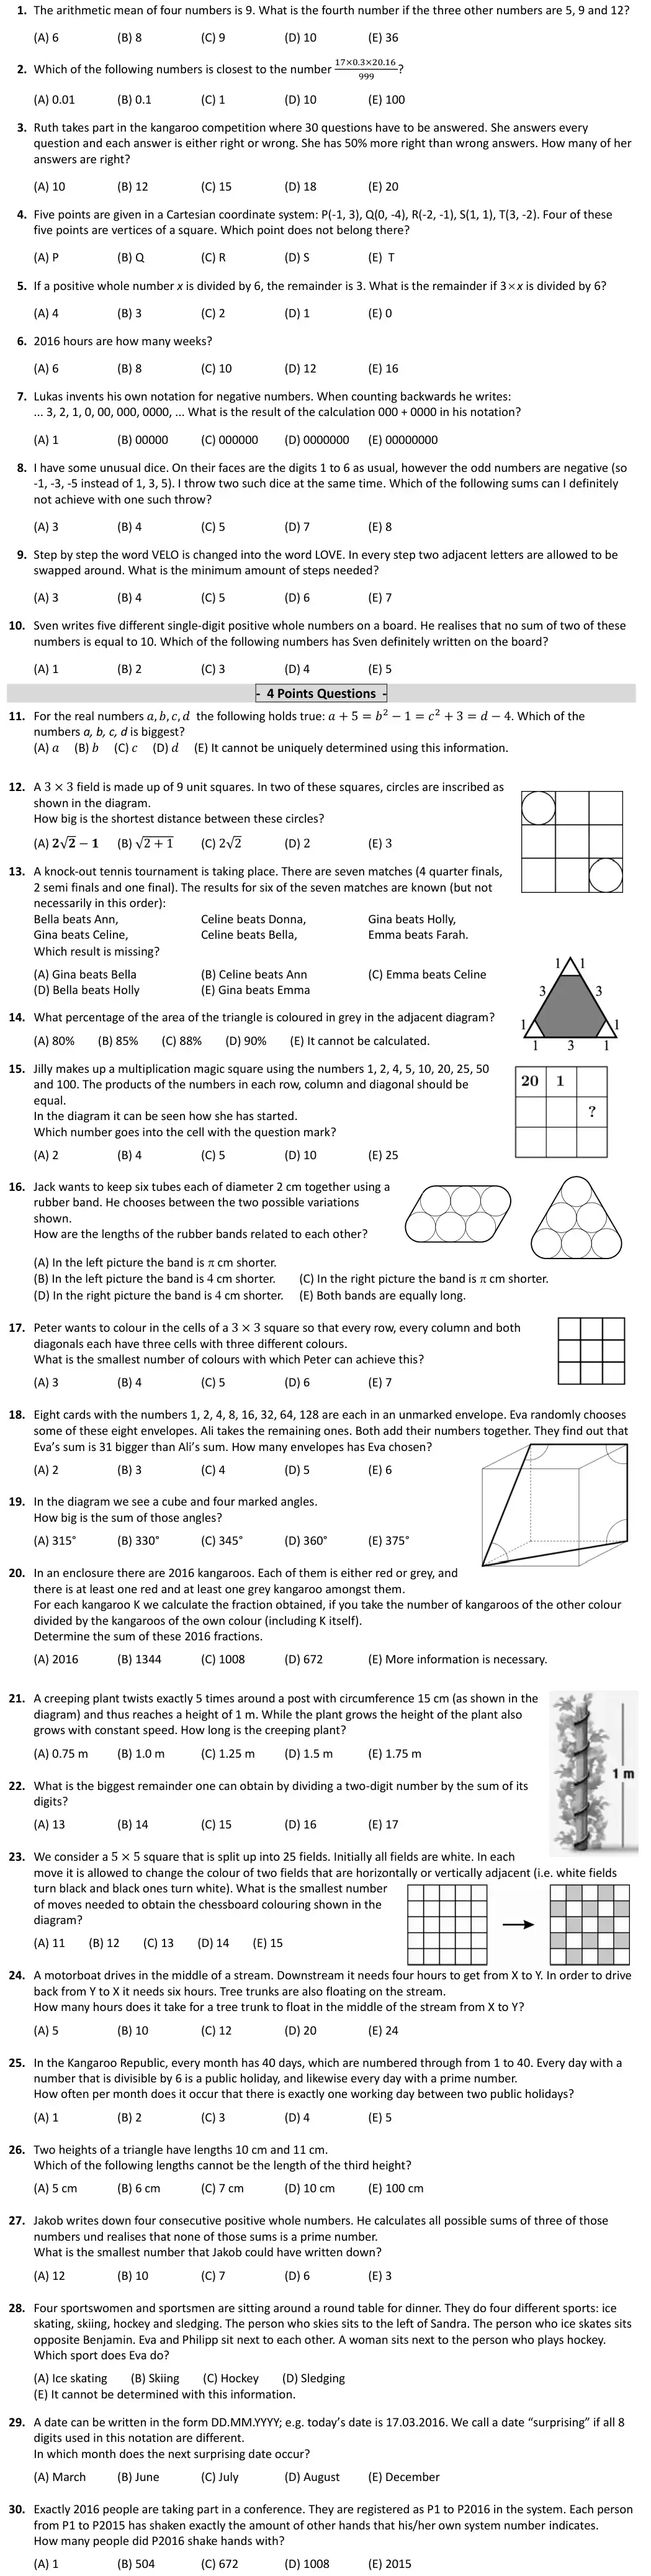 1. The arithmetic mean of four numbers is 9. What is the fourth number if the three other numbers are 5, 9 and 12?
(A) 6 (B) 8 (C) 9 (D) 10 (E) 36
2. Which of the following numbers is closest to the number 17×0.3×20.16/999?
(A) 0.01 (B) 0.1 (C) 1 (D) 10 (E) 100
3. Ruth takes part in the kangaroo competition where 30 questions have to be answered. She answers every
question and each answer is either right or wrong. She has 50% more right than wrong answers. How many of her
answers are right?
(A) 10 (B) 12 (C) 15 (D) 18 (E) 20
4. Five points are given in a Cartesian coordinate system: P(-1, 3), Q(0, -4), R(-2, -1), S(1, 1), T(3, -2). Four of these
five points are vertices of a square. Which point does not belong there?
(A) P (B) Q (C) R (D) S (E) T
5. If a positive whole number x is divided by 6, the remainder is 3. What is the remainder if 3×x is divided by 6?
(A) 4 (B) 3 (C) 2 (D) 1 (E) 0
6. 2016 hours are how many weeks?
(A) 6 (B) 8 (C) 10 (D) 12 (E) 16
7. Lukas invents his own notation for negative numbers. When counting backwards he writes:
... 3, 2, 1, 0, 00, 000, 0000, ... What is the result of the calculation 000 + 0000 in his notation?
(A) 1 (B) 00000 (C) 000000 (D) 0000000 (E) 00000000
8. I have some unusual dice. On their faces are the digits 1 to 6 as usual, however the odd numbers are negative (so
-1, -3, -5 instead of 1, 3, 5). I throw two such dice at the same time. Which of the following sums can I definitely
not achieve with one such throw?
(A) 3 (B) 4 (C) 5 (D) 7 (E) 8
9. Step by step the word VELO is changed into the word LOVE. In every step two adjacent letters are allowed to be
swapped around. What is the minimum amount of steps needed?
(A) 3 (B) 4 (C) 5 (D) 6 (E) 7
10. Sven writes five different single-digit positive whole numbers on a board. He realises that no sum of two of these
numbers is equal to 10. Which of the following numbers has Sven definitely written on the board?
(A) 1 (B) 2 (C) 3 (D) 4 (E) 5
- 4 Points Questions -
11. For the real numbers a, b, c, d the following holds true: a + 5 = b² − 1 = c² + 3 = d − 4. Which of the
numbers a, b, c, d is biggest?
(A) a (B) b (C) c (D) d (E) It cannot be uniquely determined using this information.
12. A 3 × 3 field is made up of 9 unit squares. In two of these squares, circles are inscribed as
shown in the diagram.
How big is the shortest distance between these circles?
(A) 2√2 − 1 (B) √2 + 1 (C) 2√2 (D) 2 (E) 3
13. A knock-out tennis tournament is taking place. There are seven matches (4 quarter finals,
2 semi finals and one final). The results for six of the seven matches are known (but not
necessarily in this order):
Bella beats Ann, Celine beats Donna, Gina beats Holly,
Gina beats Celine, Celine beats Bella, Emma beats Farah.
Which result is missing?
(A) Gina beats Bella (B) Celine beats Ann (C) Emma beats Celine
(D) Bella beats Holly (E) Gina beats Emma
1 1
3 3
1 1
1 3 1
14. What percentage of the area of the triangle is coloured in grey in the adjacent diagram?
(A) 80% (B) 85% (C) 88% (D) 90% (E) It cannot be calculated.
15. Jilly makes up a multiplication magic square using the numbers 1, 2, 4, 5, 10, 20, 25, 50
and 100. The products of the numbers in each row, column and diagonal should be
equal.
In the diagram it can be seen how she has started.
Which number goes into the cell with the question mark?
(A) 2 (B) 4 (C) 5 (D) 10 (E) 25
20 1
?
16. Jack wants to keep six tubes each of diameter 2 cm together using a
rubber band. He chooses between the two possible variations
shown.
How are the lengths of the rubber bands related to each other?
(A) In the left picture the band is π cm shorter.
(B) In the left picture the band is 4 cm shorter. (C) In the right picture the band is π cm shorter.
(D) In the right picture the band is 4 cm shorter. (E) Both bands are equally long.
17. Peter wants to colour in the cells of a 3 × 3 square so that every row, every column and both
diagonals each have three cells with three different colours.
What is the smallest number of colours with which Peter can achieve this?
(A) 3 (B) 4 (C) 5 (D) 6 (E) 7
18. Eight cards with the numbers 1, 2, 4, 8, 16, 32, 64, 128 are each in an unmarked envelope. Eva randomly chooses
some of these eight envelopes. Ali takes the remaining ones. Both add their numbers together. They find out that
Eva's sum is 31 bigger than Ali's sum. How many envelopes has Eva chosen?
(A) 2 (B) 3 (C) 4 (D) 5 (E) 6
19. In the diagram we see a cube and four marked angles.
How big is the sum of those angles?
(A) 315° (B) 330° (C) 345° (D) 360° (E) 375°
20. In an enclosure there are 2016 kangaroos. Each of them is either red or grey, and
there is at least one red and at least one grey kangaroo amongst them.
For each kangaroo K we calculate the fraction obtained, if you take the number of kangaroos of the other colour
divided by the kangaroos of the own colour (including K itself).
Determine the sum of these 2016 fractions.
(A) 2016 (B) 1344 (C) 1008 (D) 672 (E) More information is necessary.
21. A creeping plant twists exactly 5 times around a post with circumference 15 cm (as shown in the
diagram) and thus reaches a height of 1 m. While the plant grows the height of the plant also
grows with constant speed. How long is the creeping plant?
(A) 0.75 m (B) 1.0 m (C) 1.25 m (D) 1.5 m (E) 1.75 m
1 m
22. What is the biggest remainder one can obtain by dividing a two-digit number by the sum of its
digits?
(A) 13 (B) 14 (C) 15 (D) 16 (E) 17
23. We consider a 5 × 5 square that is split up into 25 fields. Initially all fields are white. In each
move it is allowed to change the colour of two fields that are horizontally or vertically adjacent (i.e. white fields
turn black and black ones turn white). What is the smallest number
of moves needed to obtain the chessboard colouring shown in the
diagram?
(A) 11 (B) 12 (C) 13 (D) 14 (E) 15
24. A motorboat drives in the middle of a stream. Downstream it needs four hours to get from X to Y. In order to drive
back from Y to X it needs six hours. Tree trunks are also floating on the stream.
How many hours does it take for a tree trunk to float in the middle of the stream from X to Y?
(A) 5 (B) 10 (C) 12 (D) 20 (E) 24
25. In the Kangaroo Republic, every month has 40 days, which are numbered through from 1 to 40. Every day with a
number that is divisible by 6 is a public holiday, and likewise every day with a prime number.
How often per month does it occur that there is exactly one working day between two public holidays?
(A) 1 (B) 2 (C) 3 (D) 4 (E) 5
26. Two heights of a triangle have lengths 10 cm and 11 cm.
Which of the following lengths cannot be the length of the third height?
(A) 5 cm (B) 6 cm (C) 7 cm (D) 10 cm (E) 100 cm
27. Jakob writes down four consecutive positive whole numbers. He calculates all possible sums of three of those
numbers und realises that none of those sums is a prime number.
What is the smallest number that Jakob could have written down?
(A) 12 (B) 10 (C) 7 (D) 6 (E) 3
28. Four sportswomen and sportsmen are sitting around a round table for dinner. They do four different sports: ice
skating, skiing, hockey and sledging. The person who skies sits to the left of Sandra. The person who ice skates sits
opposite Benjamin. Eva and Philipp sit next to each other. A woman sits next to the person who plays hockey.
Which sport does Eva do?
(A) Ice skating (B) Skiing (C) Hockey (D) Sledging
(E) It cannot be determined with this information.
29. A date can be written in the form DD.MM.YYYY; e.g. today's date is 17.03.2016. We call a date “surprising” if all 8
digits used in this notation are different.
In which month does the next surprising date occur?
(A) March (B) June (C) July (D) August (E) December
30. Exactly 2016 people are taking part in a conference. They are registered as P1 to P2016 in the system. Each person
from P1 to P2015 has shaken exactly the amount of other hands that his/her own system number indicates.
How many people did P2016 shake hands with?
(A) 1 (B) 504 (C) 672 (D) 1008 (E) 2015